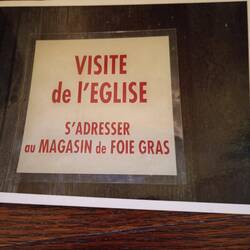 VISITE
de l'EGLISE
S'ADRESSER
au MAGASIN de FOIE GRAS